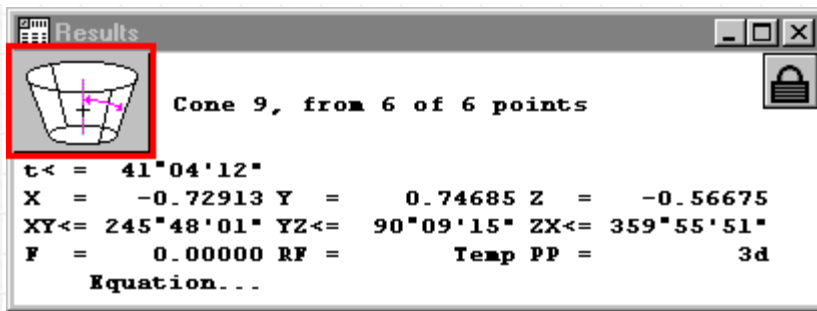 Results
Cone 9, from 6 of 6 points
t< = 41"04'12"
X = -0.72913 Y = 0.74685 Z = -0.56675
XY<= 245"48'01" YZ<= 90"09'15" ZX<= 359"55'51"
F = 0.00000 RF = Temp PP = 3d
Equation...